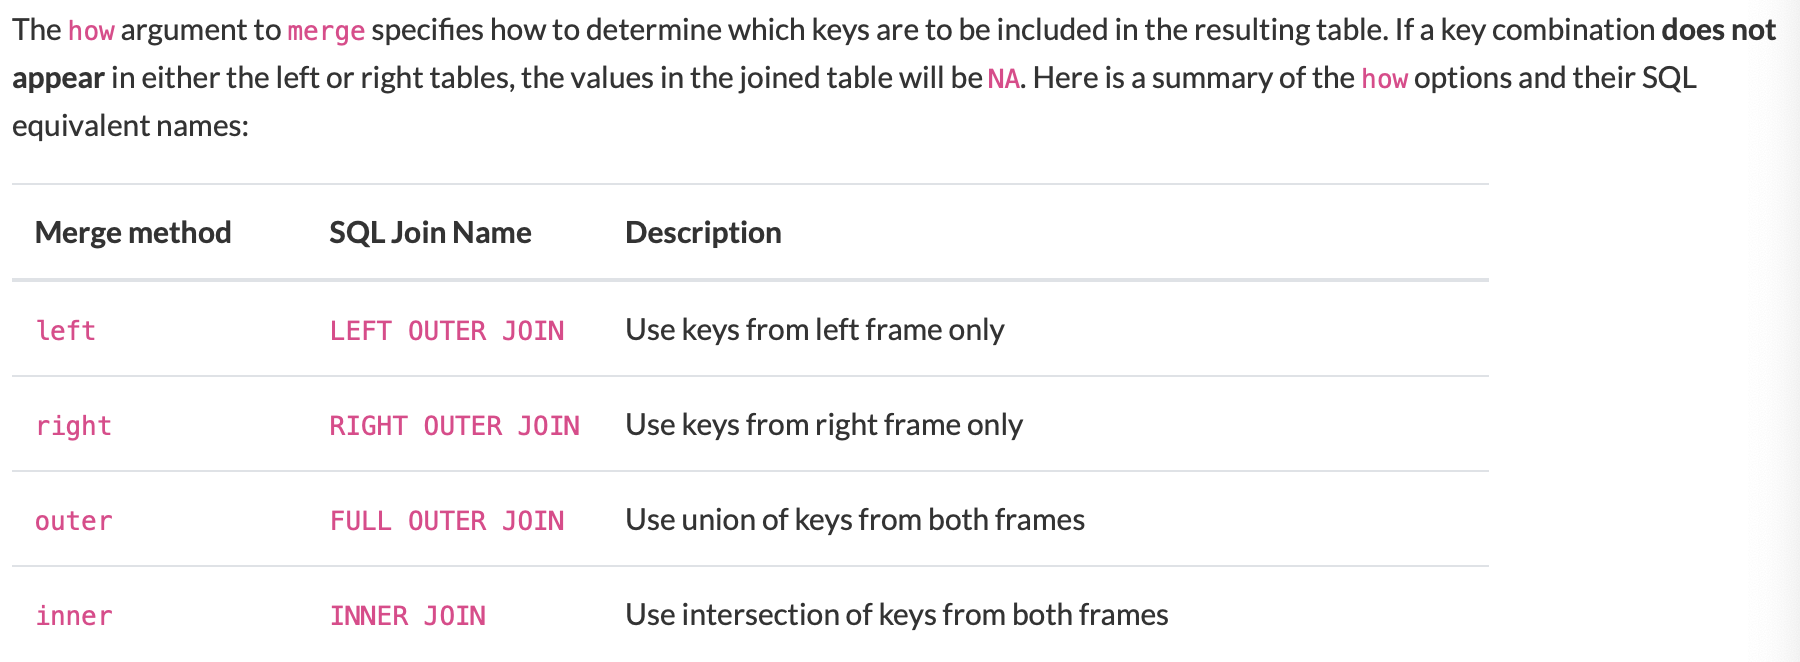 The how argument to merge specifies how to determine which keys are to be included in the resulting table. If a key combination does not
appear in either the left or right tables, the values in the joined table will be NA. Here is a summary of the how options and their SQL
equivalent names:
Merge method SQL Join Name Description
left LEFT OUTER JOIN Use keys from left frame only
right RIGHT OUTER JOIN Use keys from right frame only
outer FULL OUTER JOIN Use union of keys from both frames
inner INNER JOIN Use intersection of keys from both frames